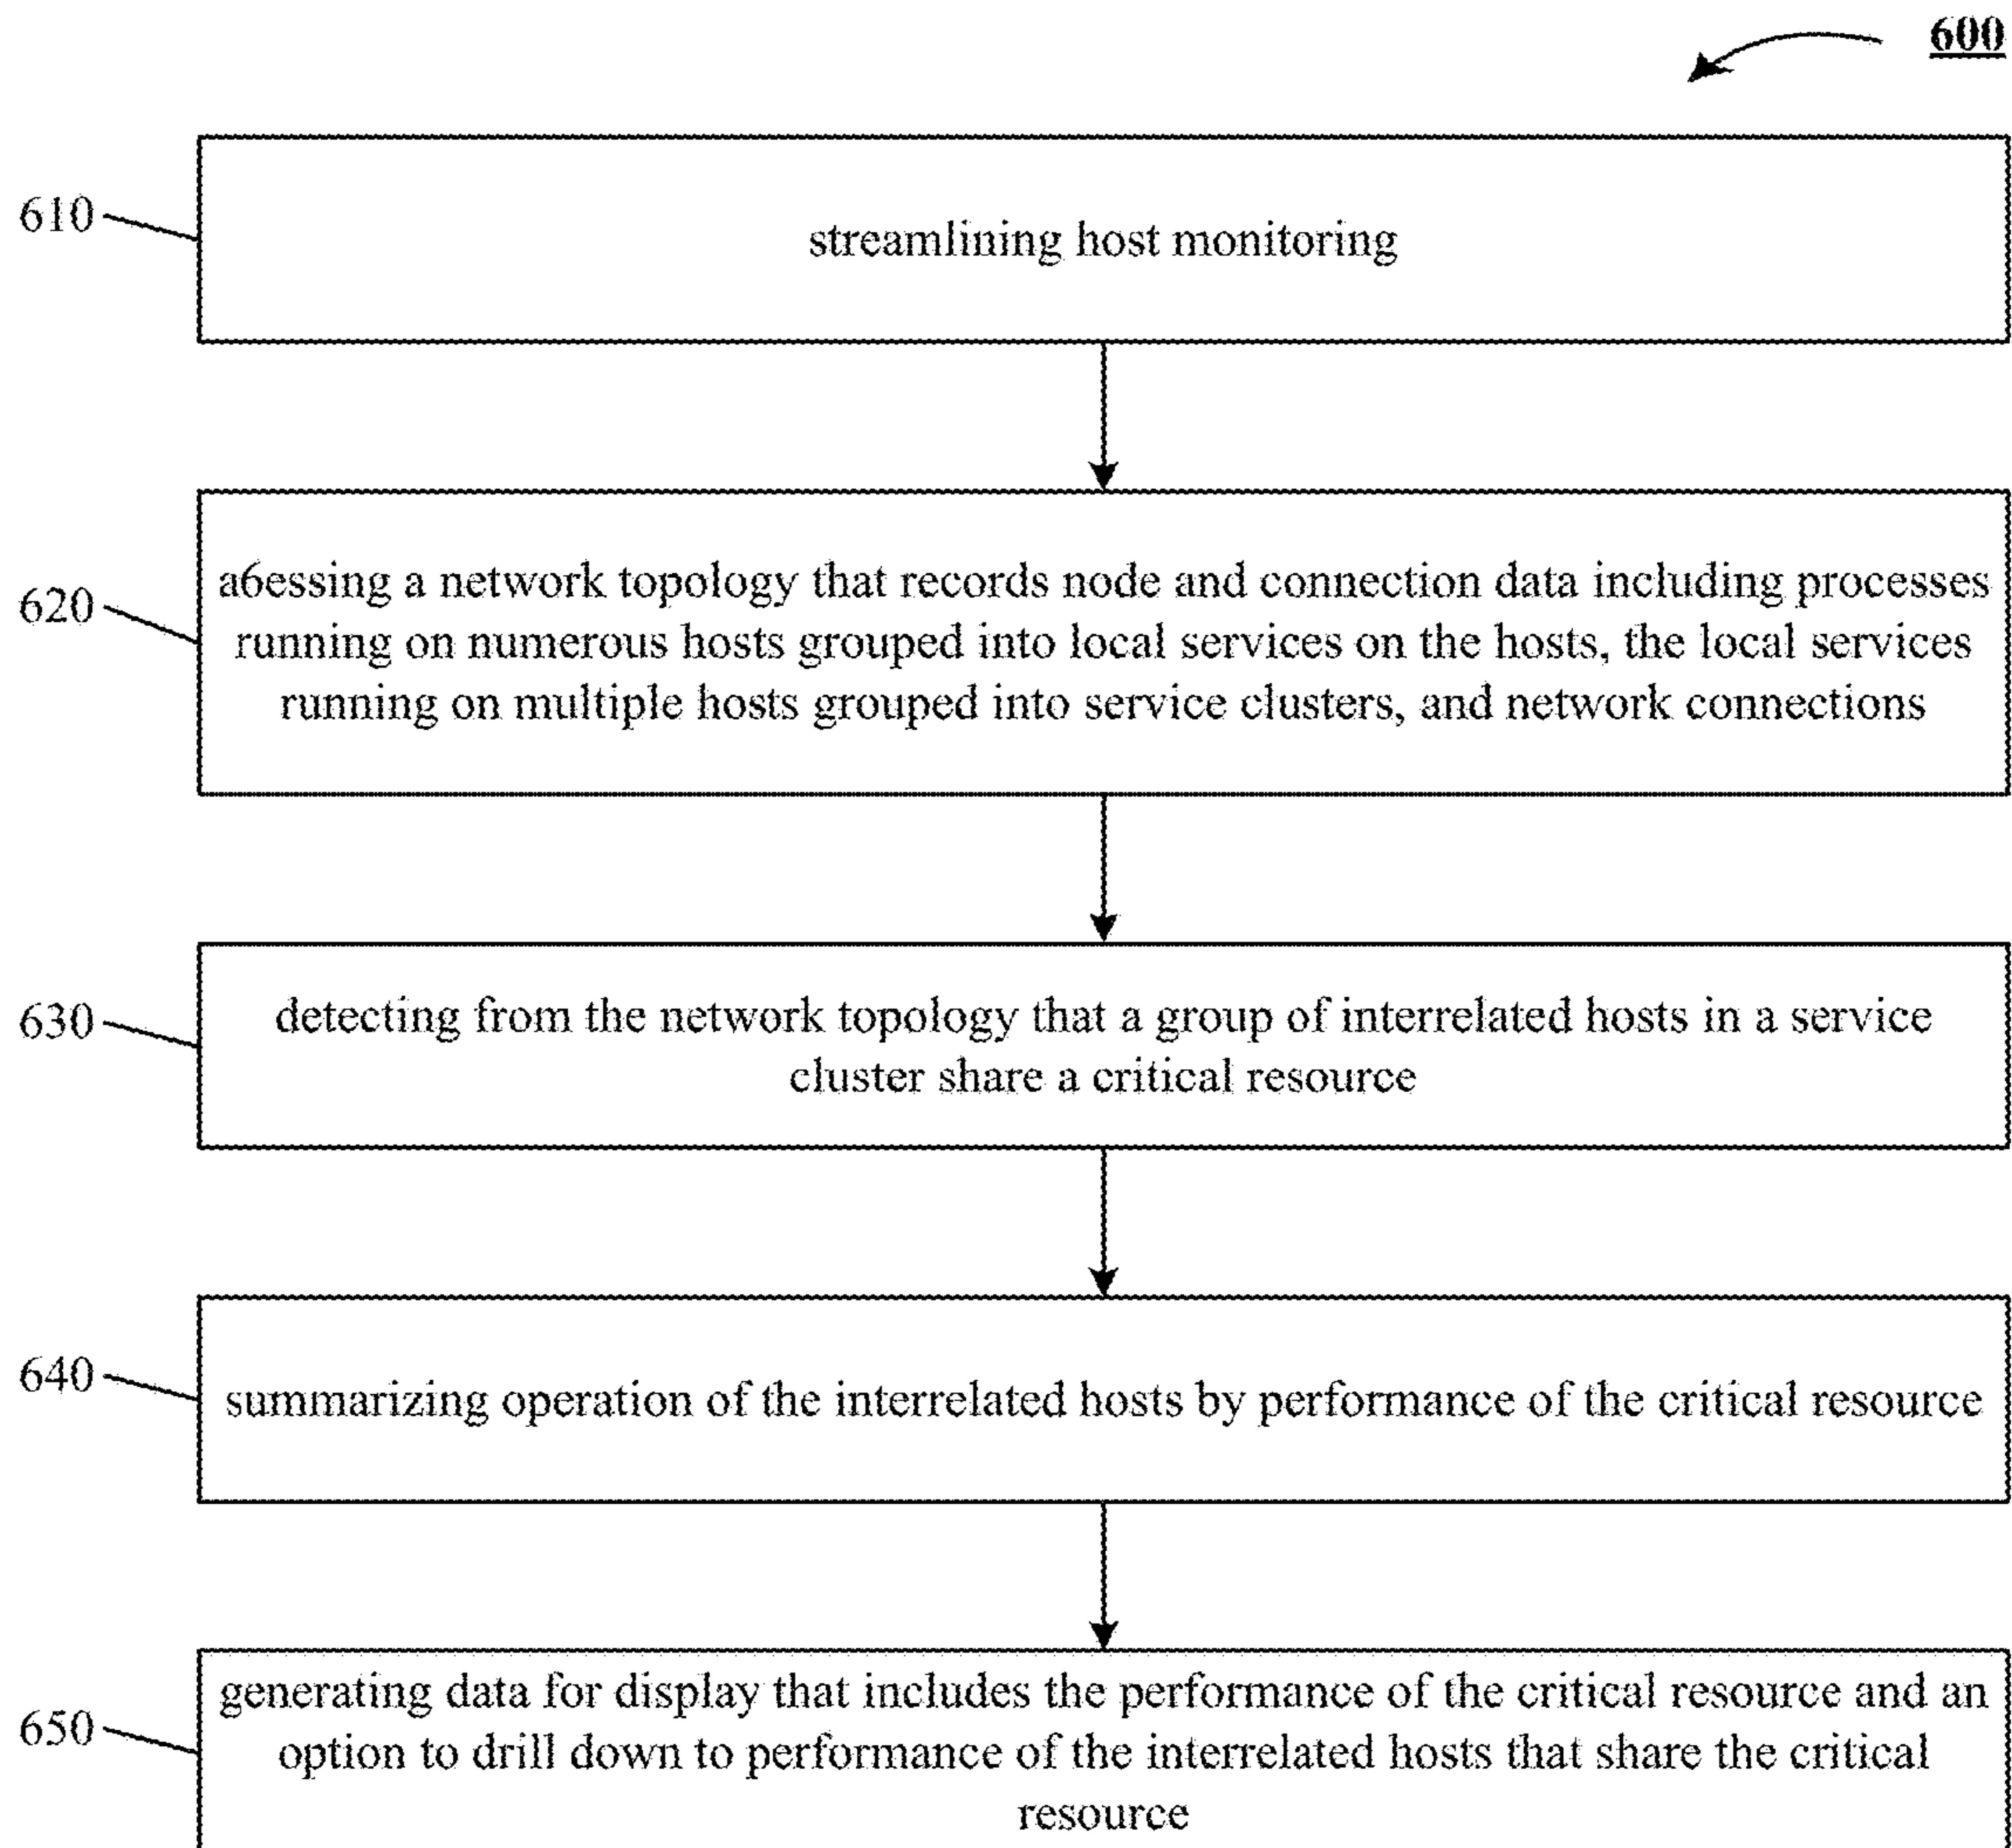 600
610
streamlining host monitoring
620
a6essing a network topology that records node and connection data including processes
running on numerous hosts grouped into local services on the hosts, the local services
running on multiple hosts grouped into service clusters, and network connections
630
detecting from the network topology that a group of interrelated hosts in a service
cluster share a critical resource
640
summarizing operation of the interrelated hosts by performance of the critical resource
650
generating data for display that includes the performance of the critical resource and an
option to drill down to performance of the interrelated hosts that share the critical
resource